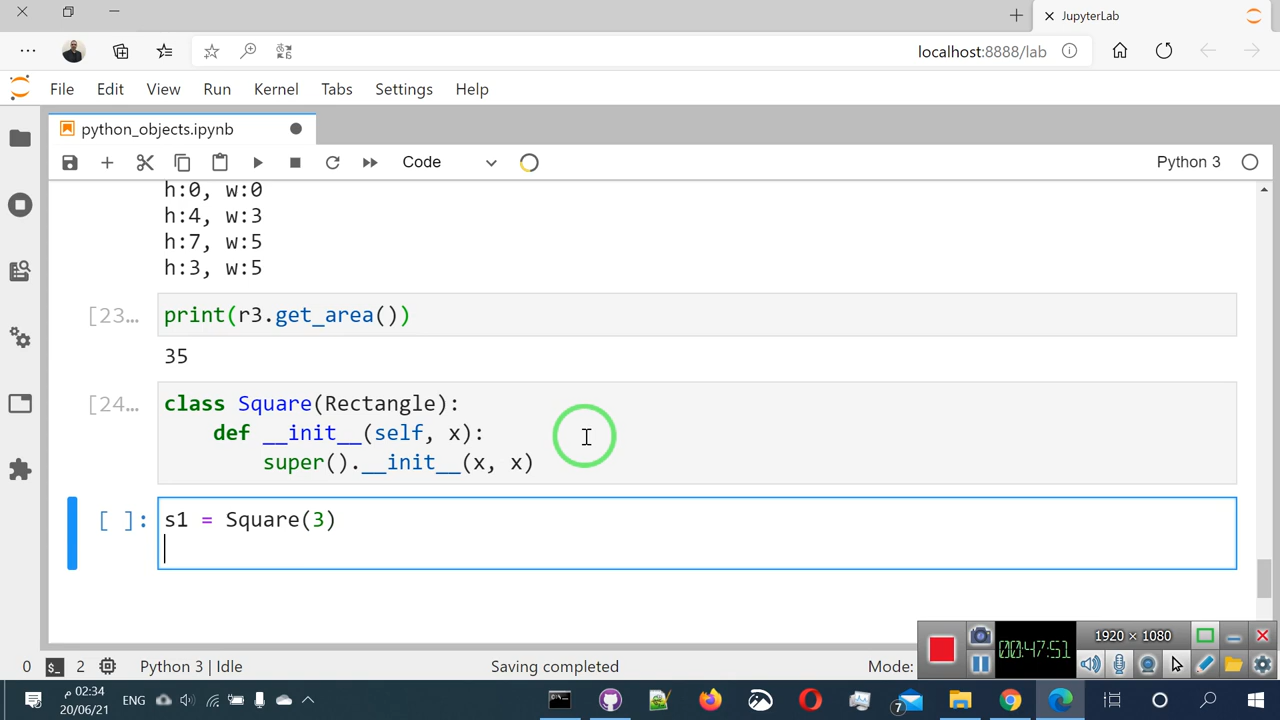 JupyterLab
localhost:8888/lab
File Edit View Run Kernel Tabs Settings Help
python_objects.ipynb
Code
Python 3
h:0, w:0
h:4, w:3
h:7, w:5
h:3, w:5
[23… print(r3.get_area())
35
[24… class Square(Rectangle):
def __init__(self, x):
super().__init__(x, x)
[ ]: s1 = Square(3)
1920 × 1080
00:47:51
0 2 Python 3 | Idle Saving completed Mode:
02:34 م
ENG
7
20/06/21